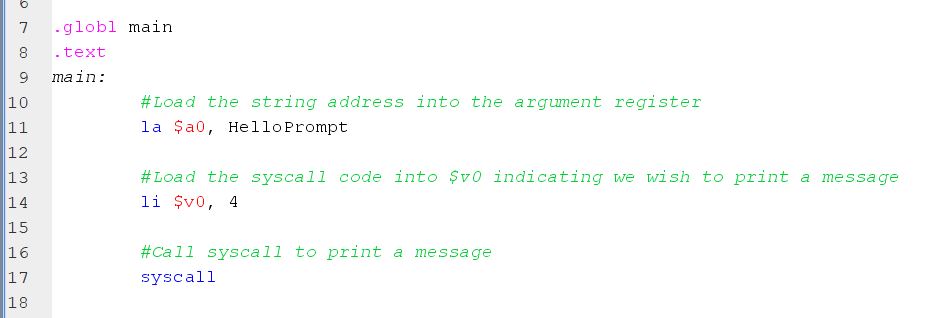 6
7 .globl main
8 .text
9 main:
10 #Load the string address into the argument register
11 la $a0, HelloPrompt
12
13 #Load the syscall code into $v0 indicating we wish to print a message
14 li $v0, 4
15
16 #Call syscall to print a message
17 syscall
18